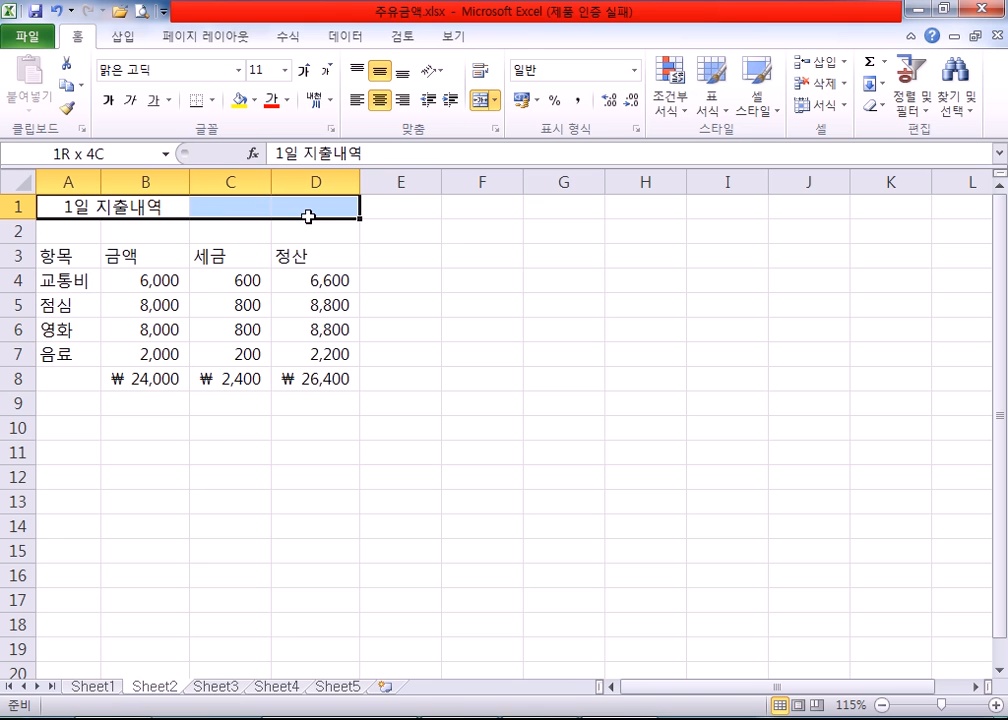 주유금액.xlsx - Microsoft Excel (제품 인증 실패)
파일 홈 삽입 페이지 레이아웃 수식 데이터 검토 보기
붙여넣기
클립보드
맑은 고딕 11 가 가
가 가 가 가 내천
글꼴
맞춤
일반
% ,
표시 형식
조건부 서식
표 서식
셀 스타일
스타일
삽입
삭제
서식
셀
Σ
정렬 및 필터
찾기 및 선택
편집
1R x 4C fx 1일 지출내역
A B C D E F G H I J K L
1 1일 지출내역
2
3 항목 금액 세금 정산
4 교통비 6,000 600 6,600
5 점심 8,000 800 8,800
6 영화 8,000 800 8,800
7 음료 2,000 200 2,200
8 ₩ 24,000 ₩ 2,400 ₩ 26,400
9
10
11
12
13
14
15
16
17
18
19
20
Sheet1 Sheet2 Sheet3 Sheet4 Sheet5
준비 115%